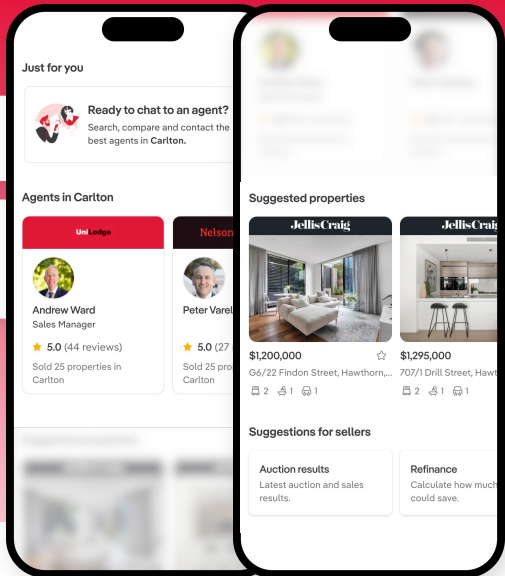 Just for you
Ready to chat to an agent?
Search, compare and contact the
best agents in Carlton.
Agents in Carlton
UniLodge
Nelson
Andrew Ward
Sales Manager
5.0 (44 reviews)
Sold 25 properties in
Carlton
Peter Varel
5.0 (27
Sold 25 pro
Carlton
Suggested properties
JellisCraig
$1,200,000
G6/22 Findon Street, Hawthorn,...
2 1 1
JellisCraig
$1,295,000
707/1 Drill Street, Hawt
2 1 1
Suggestions for sellers
Auction results
Latest auction and sales
results.
Refinance
Calculate how much
could save.